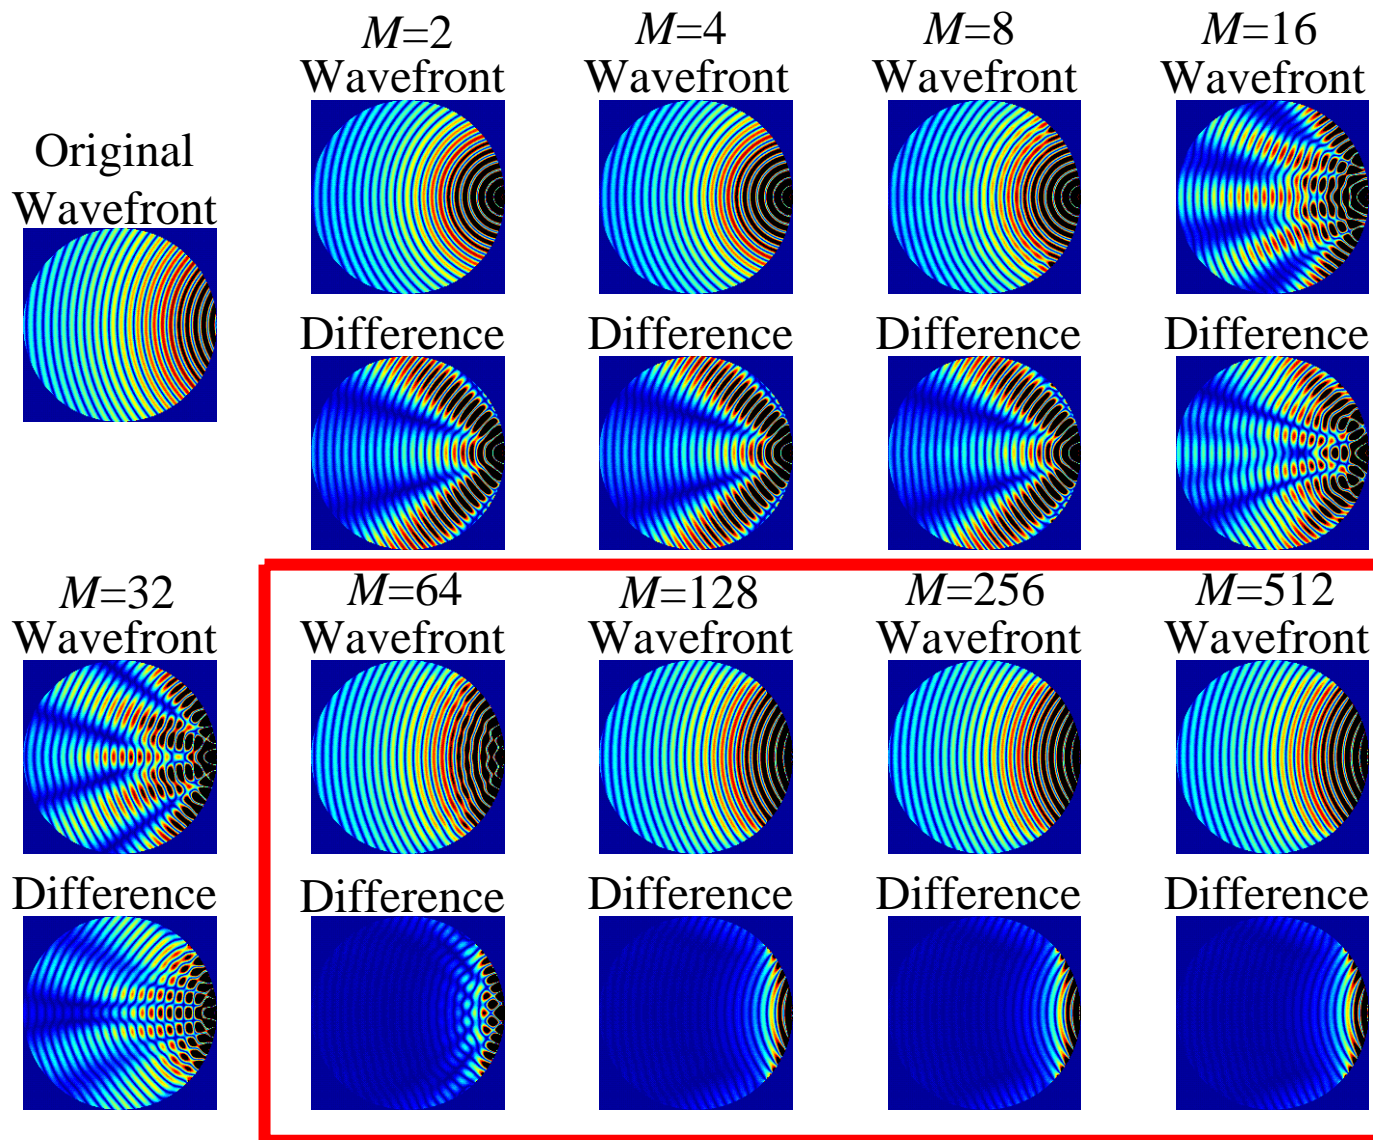 Original
Wavefront
M=2
Wavefront
Difference
M=4
Wavefront
Difference
M=8
Wavefront
Difference
M=16
Wavefront
Difference
M=32
Wavefront
Difference
M=64
Wavefront
Difference
M=128
Wavefront
Difference
M=256
Wavefront
Difference
M=512
Wavefront
Difference